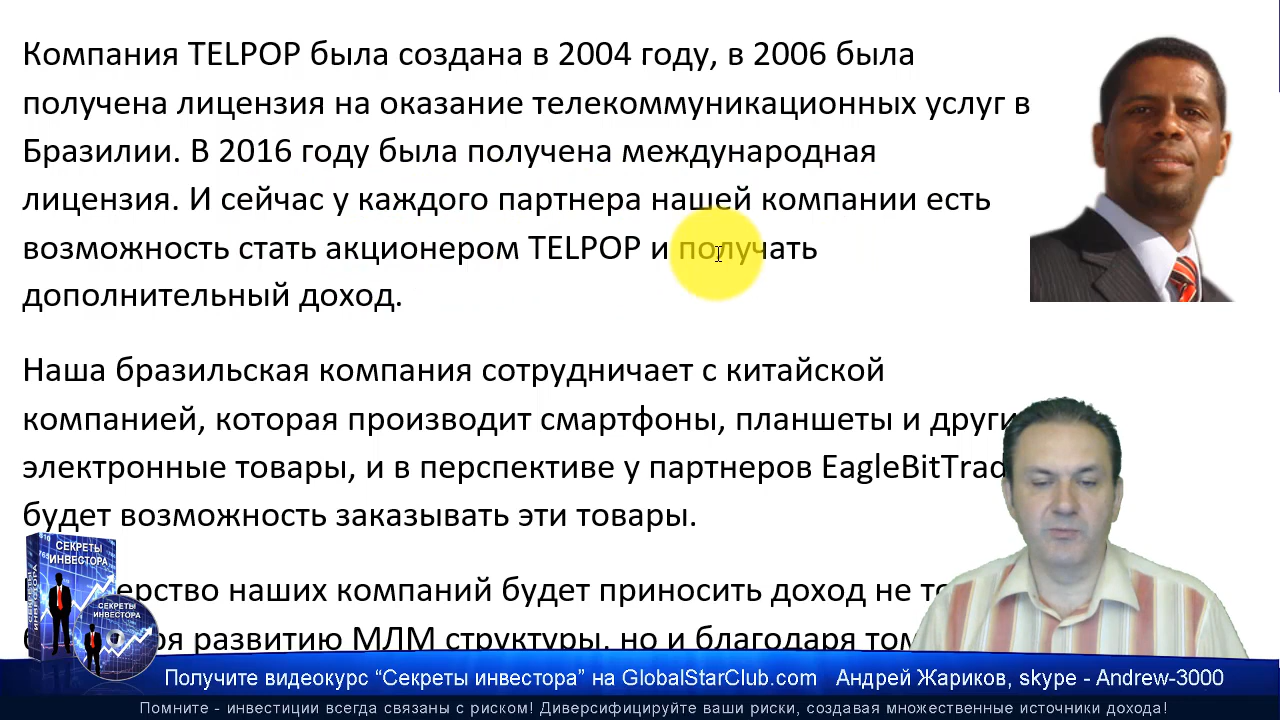 Компания TELPOP была создана в 2004 году, в 2006 была
получена лицензия на оказание телекоммуникационных услуг в
Бразилии. В 2016 году была получена международная
лицензия. И сейчас у каждого партнера нашей компании есть
возможность стать акционером TELPOP и получать
дополнительный доход.
Наша бразильская компания сотрудничает с китайской
компанией, которая производит смартфоны, планшеты и
электронные товары, и в перспективе у партнеров EagleBitTrad
будет возможность заказывать эти товары.
наших компаний будет приносить доход не
развитию МЛМ структуры, но и благодаря
СЕКРЕТЫ
ИНВЕСТОРА
СЕКРЕТЫ
ИНВЕСТОРА
СЕКРЕТЫ
ИНВЕСТОРА
Получите видеокурс “Секреты инвестора” на GlobalStarClub.com Андрей Жариков, skype - Andrew-3000
Помните - инвестиции всегда связаны с риском! Диверсифицируйте ваши риски, создавая множественные источники дохода!